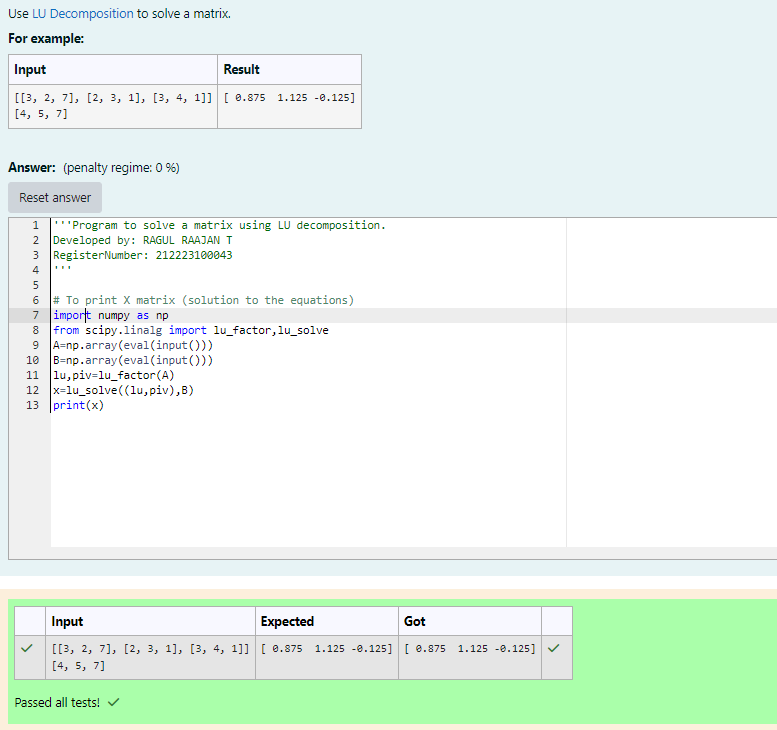 Use LU Decomposition to solve a matrix.
For example:
Input Result
[[3, 2, 7], [2, 3, 1], [3, 4, 1]] [ 0.875  1.125 -0.125]
[4, 5, 7]
Answer: (penalty regime: 0 %)
Reset answer
1 '''Program to solve a matrix using LU decomposition.
2 Developed by: RAGUL RAAJAN T
3 RegisterNumber: 212223100043
4 '''
5
6 # To print X matrix (solution to the equations)
7 import numpy as np
8 from scipy.linalg import lu_factor,lu_solve
9 A=np.array(eval(input()))
10 B=np.array(eval(input()))
11 lu,piv=lu_factor(A)
12 x=lu_solve((lu,piv),B)
13 print(x)
Input Expected Got
[[3, 2, 7], [2, 3, 1], [3, 4, 1]] [ 0.875  1.125 -0.125] [ 0.875  1.125 -0.125]
[4, 5, 7]
Passed all tests!